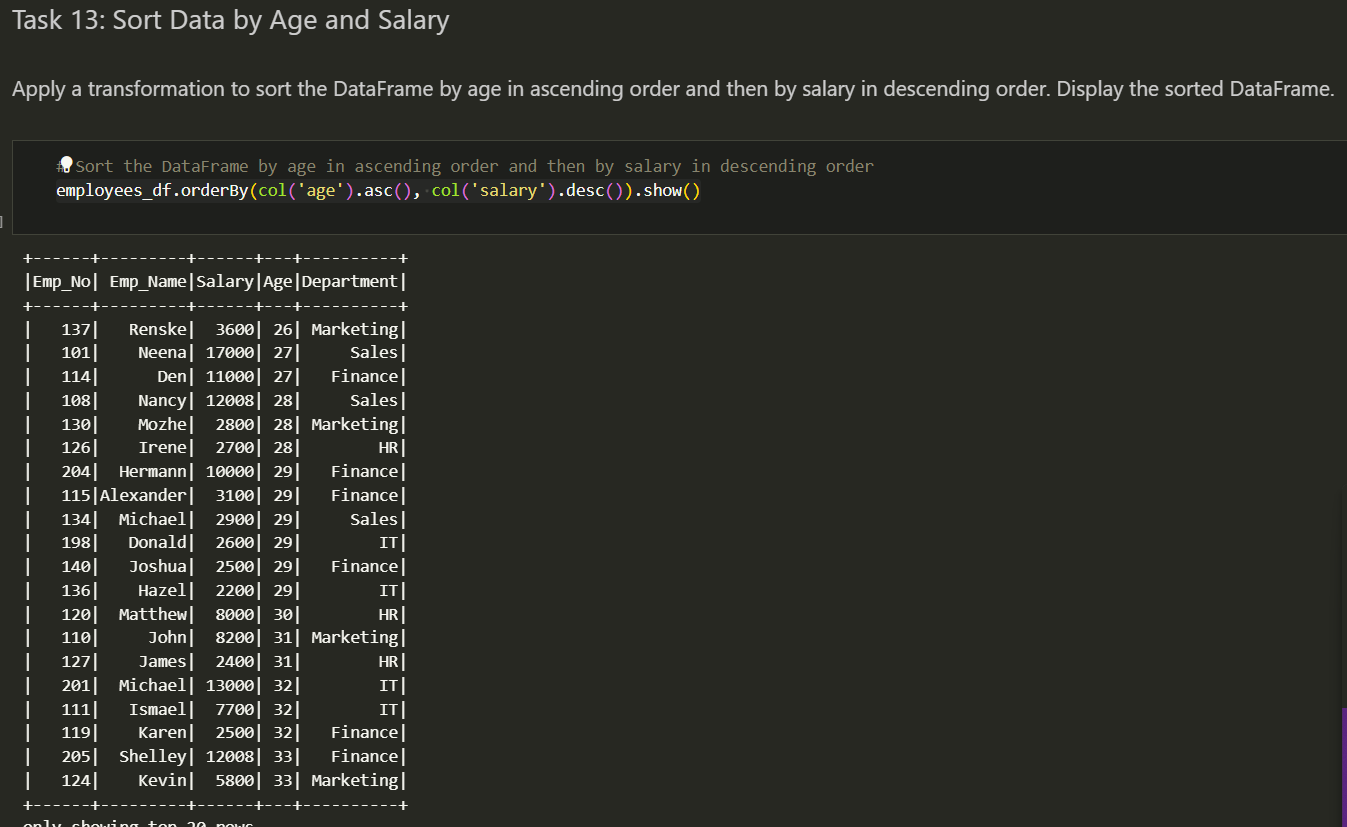 Task 13: Sort Data by Age and Salary
Apply a transformation to sort the DataFrame by age in ascending order and then by salary in descending order. Display the sorted DataFrame.
# Sort the DataFrame by age in ascending order and then by salary in descending order
employees_df.orderBy(col('age').asc(), col('salary').desc()).show()
]
+------+---------+------+---+----------+
|Emp_No| Emp_Name|Salary|Age|Department|
+------+---------+------+---+----------+
|   137|   Renske|  3600| 26| Marketing|
|   101|    Neena| 17000| 27|     Sales|
|   114|      Den| 11000| 27|   Finance|
|   108|    Nancy| 12008| 28|     Sales|
|   130|    Mozhe|  2800| 28| Marketing|
|   126|    Irene|  2700| 28|        HR|
|   204|  Hermann| 10000| 29|   Finance|
|   115|Alexander|  3100| 29|   Finance|
|   134|  Michael|  2900| 29|     Sales|
|   198|   Donald|  2600| 29|        IT|
|   140|   Joshua|  2500| 29|   Finance|
|   136|    Hazel|  2200| 29|        IT|
|   120|  Matthew|  8000| 30|        HR|
|   110|     John|  8200| 31| Marketing|
|   127|    James|  2400| 31|        HR|
|   201|  Michael| 13000| 32|        IT|
|   111|   Ismael|  7700| 32|        IT|
|   119|    Karen|  2500| 32|   Finance|
|   205|  Shelley| 12008| 33|   Finance|
|   124|    Kevin|  5800| 33| Marketing|
+------+---------+------+---+----------+
only showing top 20 rows